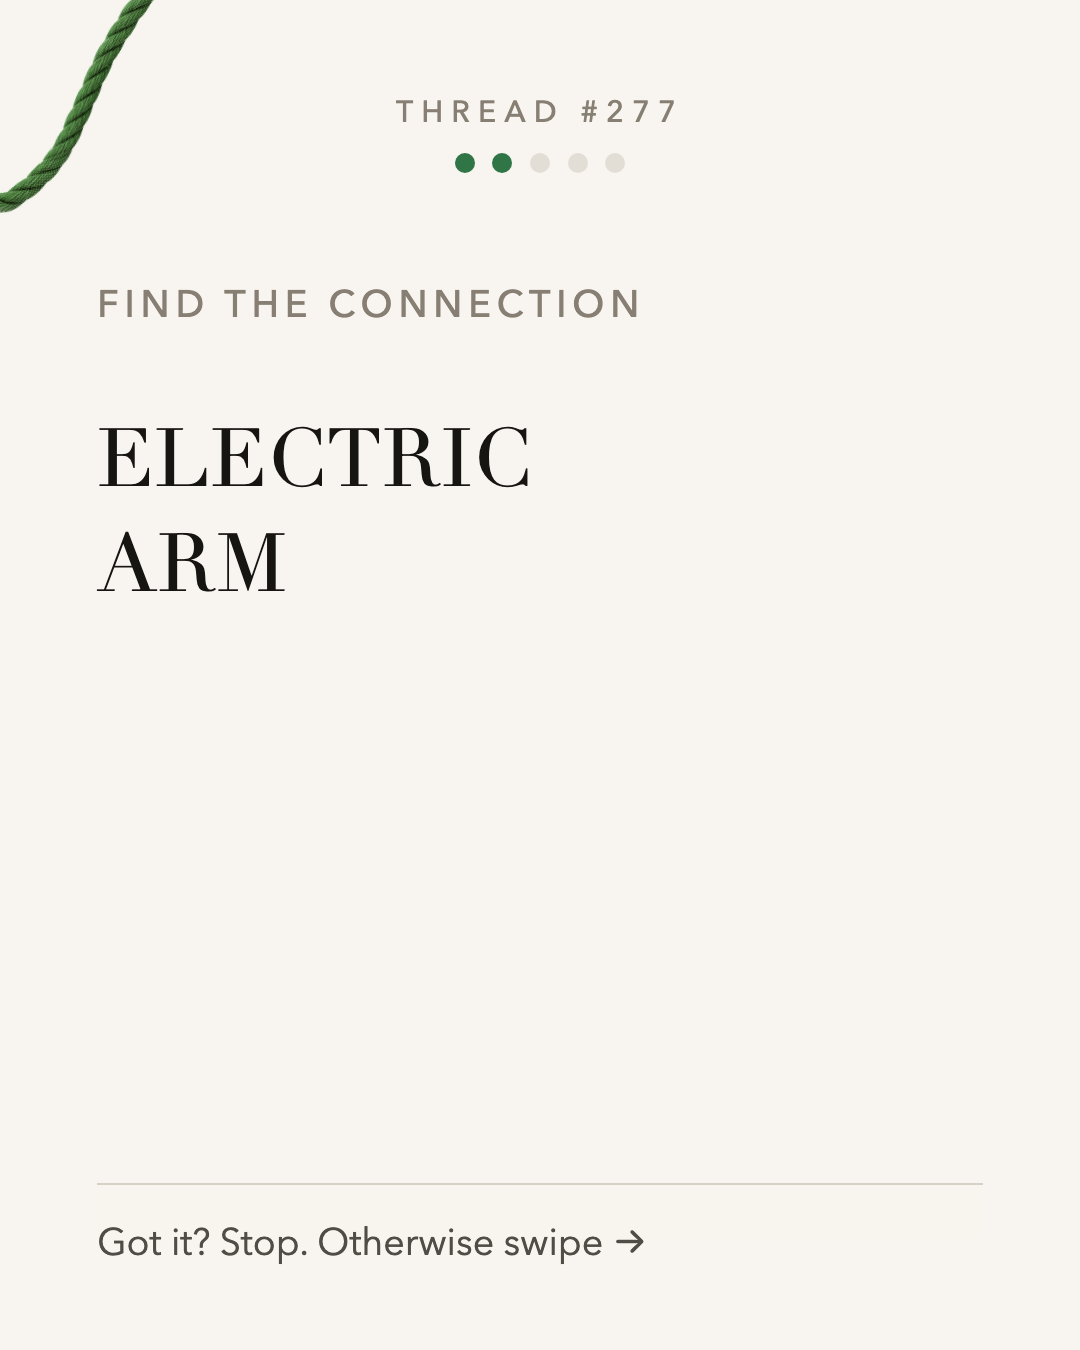 THREAD #277
FIND THE CONNECTION
ELECTRIC
ARM
Got it? Stop. Otherwise swipe →